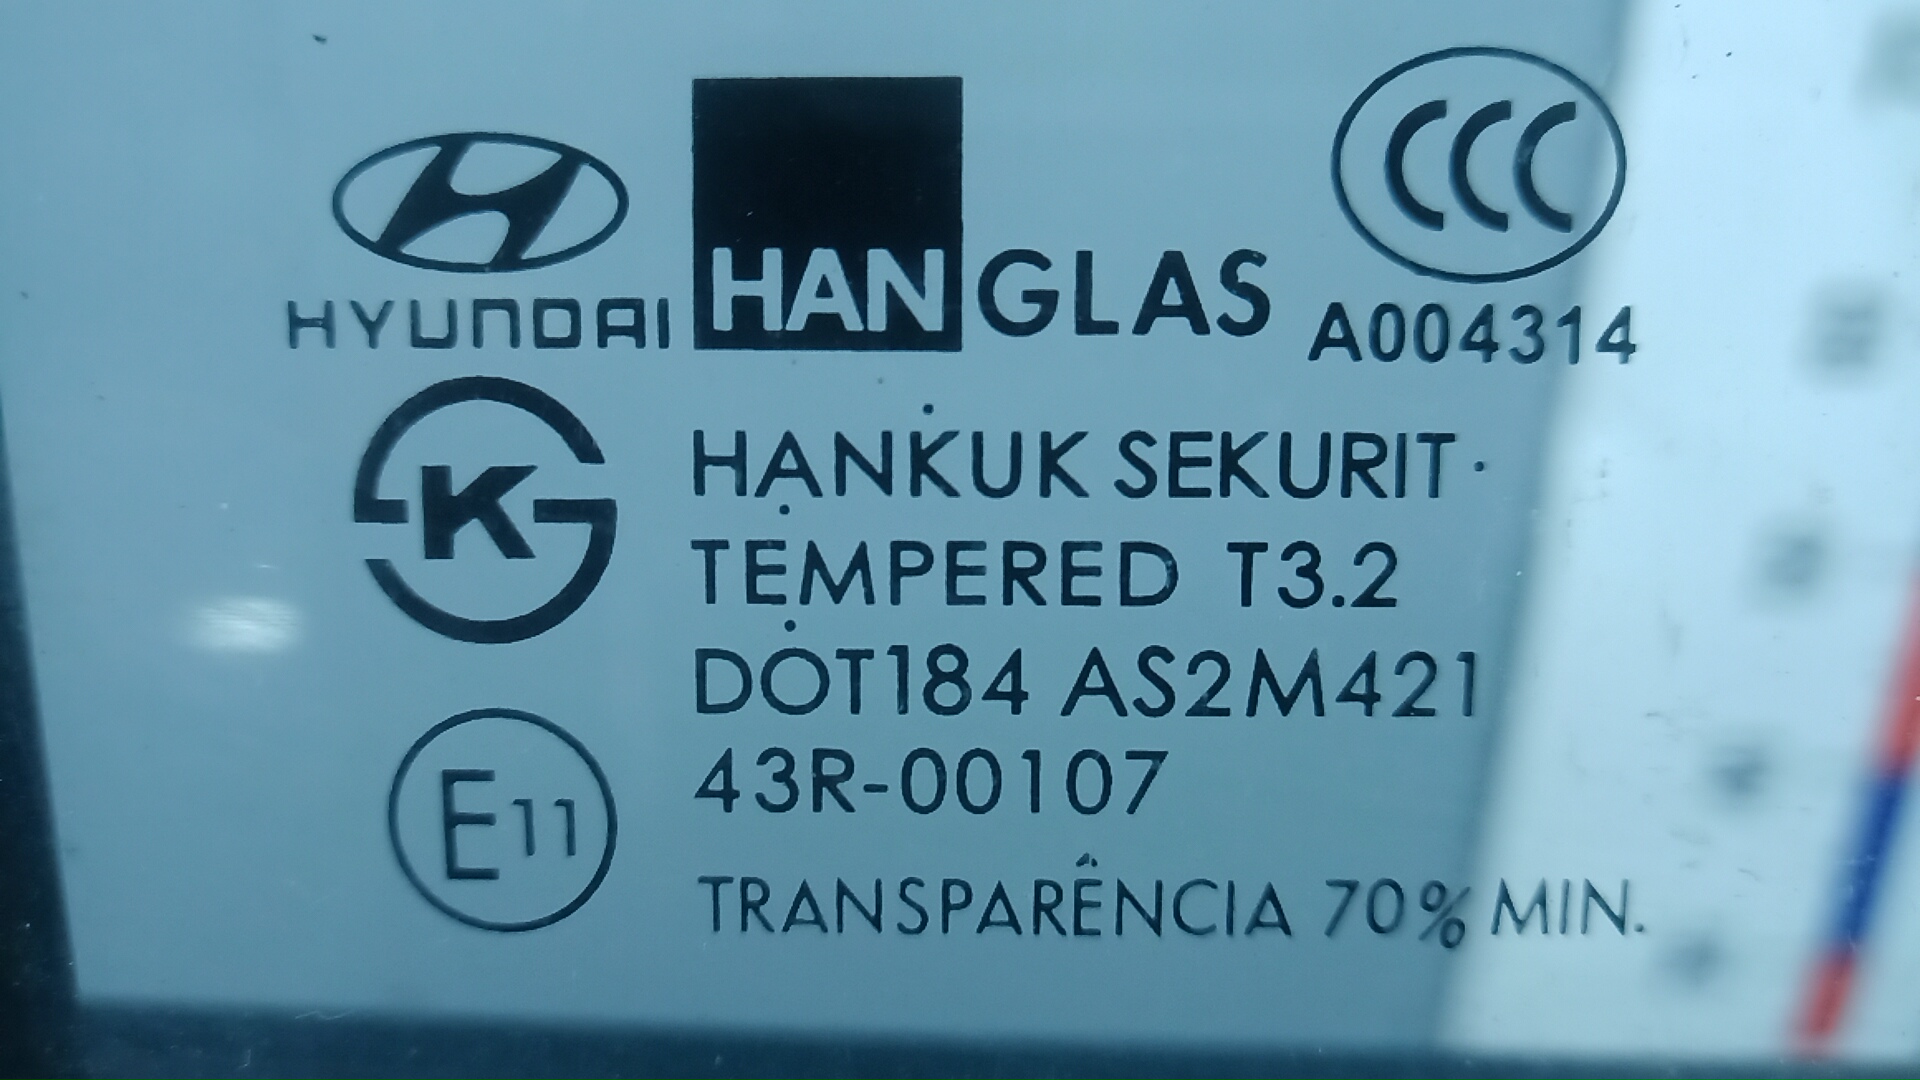 HYUNDAI HANGLAS CCC
A004314
K
HANKUK SEKURIT
TEMPERED T3.2
DOT184 AS2M421
E11 43R-00107
TRANSPARÊNCIA 70% MIN.